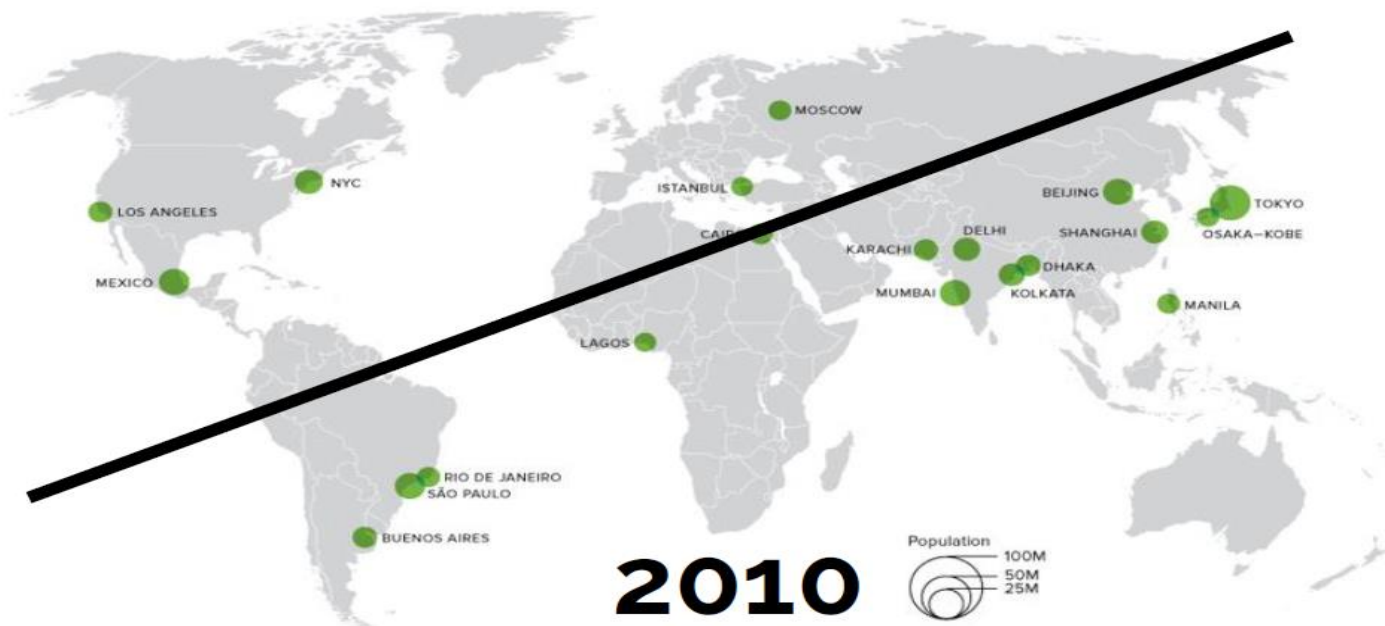 MOSCOW
NYC
ISTANBUL
LOS ANGELES
BEIJING
TOKYO
CAIRO
DELHI
SHANGHAI
OSAKA–KOBE
KARACHI
DHAKA
MEXICO
MUMBAI
KOLKATA
MANILA
LAGOS
RIO DE JANEIRO
SÃO PAULO
BUENOS AIRES
2010
Population
100M
50M
25M